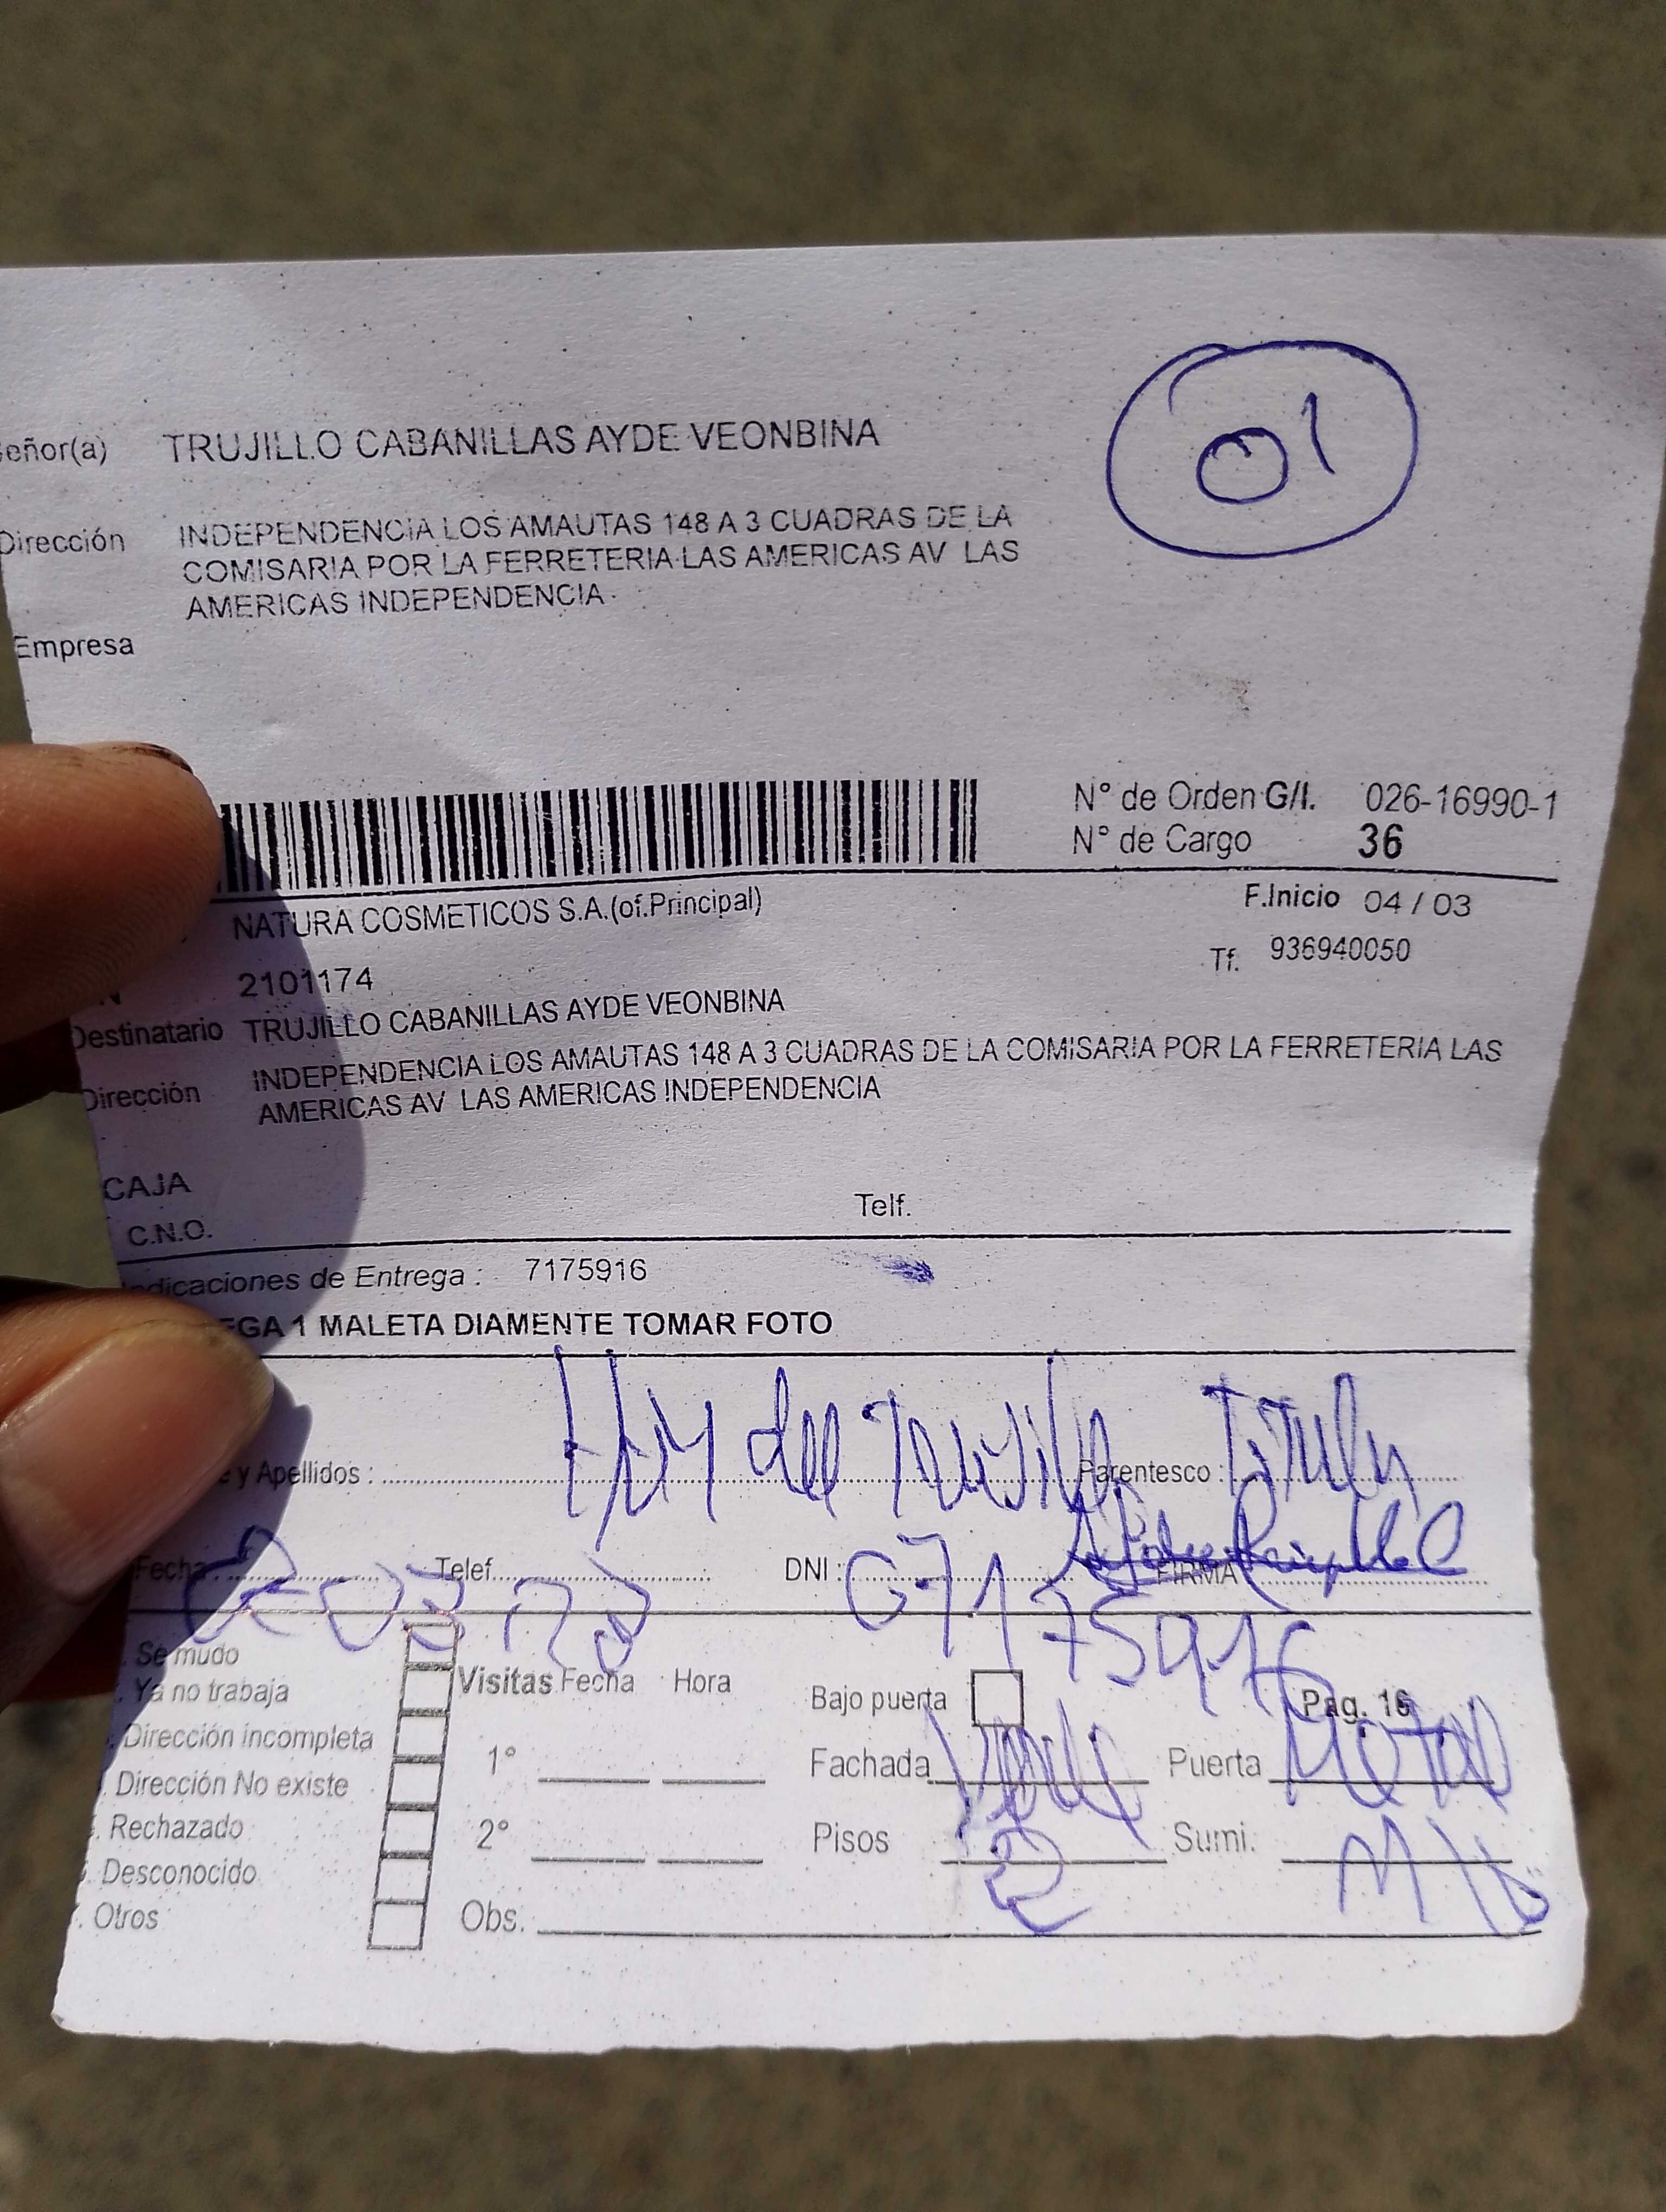 01
eñor(a) TRUJILLO CABANILLAS AYDE VEONBINA
Dirección INDEPENDENCIA LOS AMAUTAS 148 A 3 CUADRAS DE LA
COMISARIA POR LA FERRETERIA LAS AMERICAS AV LAS
AMERICAS INDEPENDENCIA
Empresa
N° de Orden G/I. 026-16990-1
N° de Cargo 36
NATURA COSMETICOS S.A.(of.Principal) F.Inicio 04 / 03
Tf. 936940050
N 2101174
Destinatario TRUJILLO CABANILLAS AYDE VEONBINA
Dirección INDEPENDENCIA LOS AMAUTAS 148 A 3 CUADRAS DE LA COMISARIA POR LA FERRETERIA LAS
AMERICAS AV LAS AMERICAS INDEPENDENCIA
CAJA
C.N.O. Telf.
ndicaciones de Entrega : 7175916
EGA 1 MALETA DIAMENTE TOMAR FOTO
e y Apellidos : Trujillo Parentesco :
Fecha : Telef. DNI : 07175916 FIRMA
Se mudo
Ya no trabaja Visitas Fecha Hora Bajo puerta Pag. 16
Dirección incompleta 1° Fachada Puerta
Dirección No existe
Rechazado 2° Pisos 2 Sumi.
Desconocido
Otros Obs.